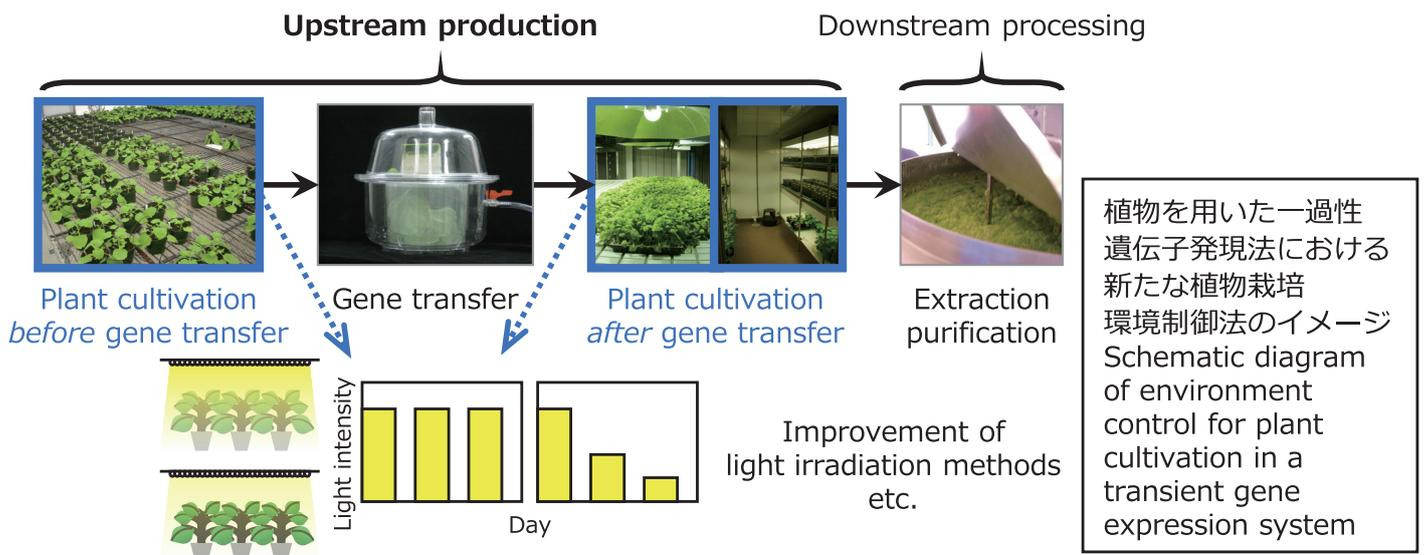 Upstream production
Downstream processing
Plant cultivation
before gene transfer
Gene transfer
Plant cultivation
after gene transfer
Extraction
purification
Light intensity
Day
Improvement of
light irradiation methods
etc.
植物を用いた一過性
遺伝子発現法における
新たな植物栽培
環境制御法のイメージ
Schematic diagram
of environment
control for plant
cultivation in a
transient gene
expression system